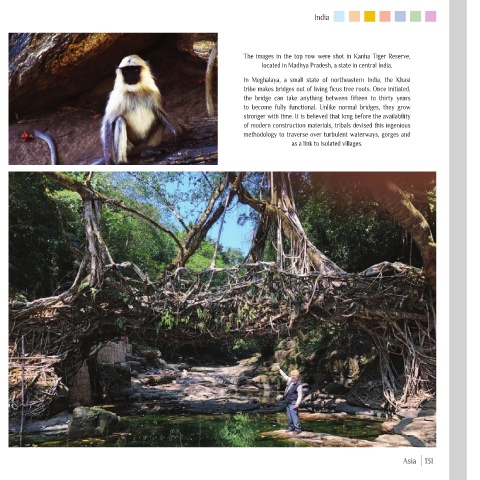 India
The images in the top row were shot in Kanha Tiger Reserve,
located in Madhya Pradesh, a state in central India.
In Meghalaya, a small state of northeastern India, the Khasi
tribe makes bridges out of living ficus tree roots. Once initiated,
the bridge can take anything between fifteen to thirty years
to become fully functional. Unlike normal bridges, they grow
stronger with time. It is believed that long before the availability
of modern construction materials, tribals devised this ingenious
methodology to traverse over turbulent waterways, gorges and
as a link to isolated villages.
Asia 131